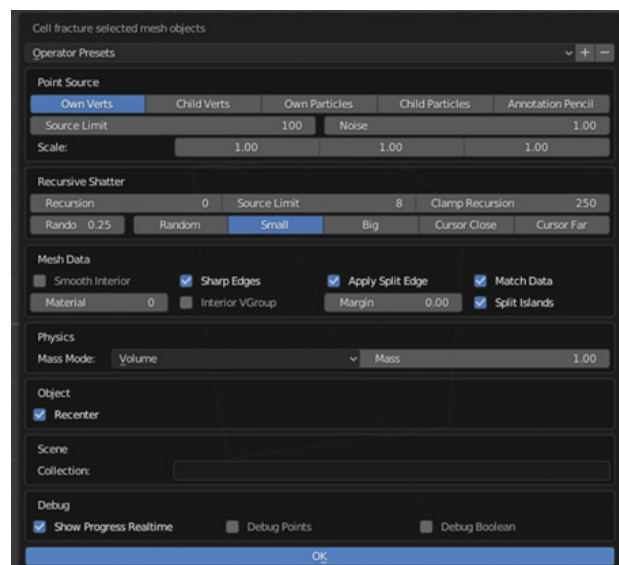 Cell fracture selected mesh objects
Operator Presets
Point Source
Own Verts Child Verts Own Particles Child Particles Annotation Pencil
Source Limit 100 Noise 1.00
Scale: 1.00 1.00 1.00
Recursive Shatter
Recursion 0 Source Limit 8 Clamp Recursion 250
Rando 0.25 Random Small Big Cursor Close Cursor Far
Mesh Data
Smooth Interior Sharp Edges Apply Split Edge Match Data
Material 0 Interior VGroup Margin 0.00 Split Islands
Physics
Mass Mode: Volume Mass 1.00
Object
Recenter
Scene
Collection:
Debug
Show Progress Realtime Debug Points Debug Boolean
OK